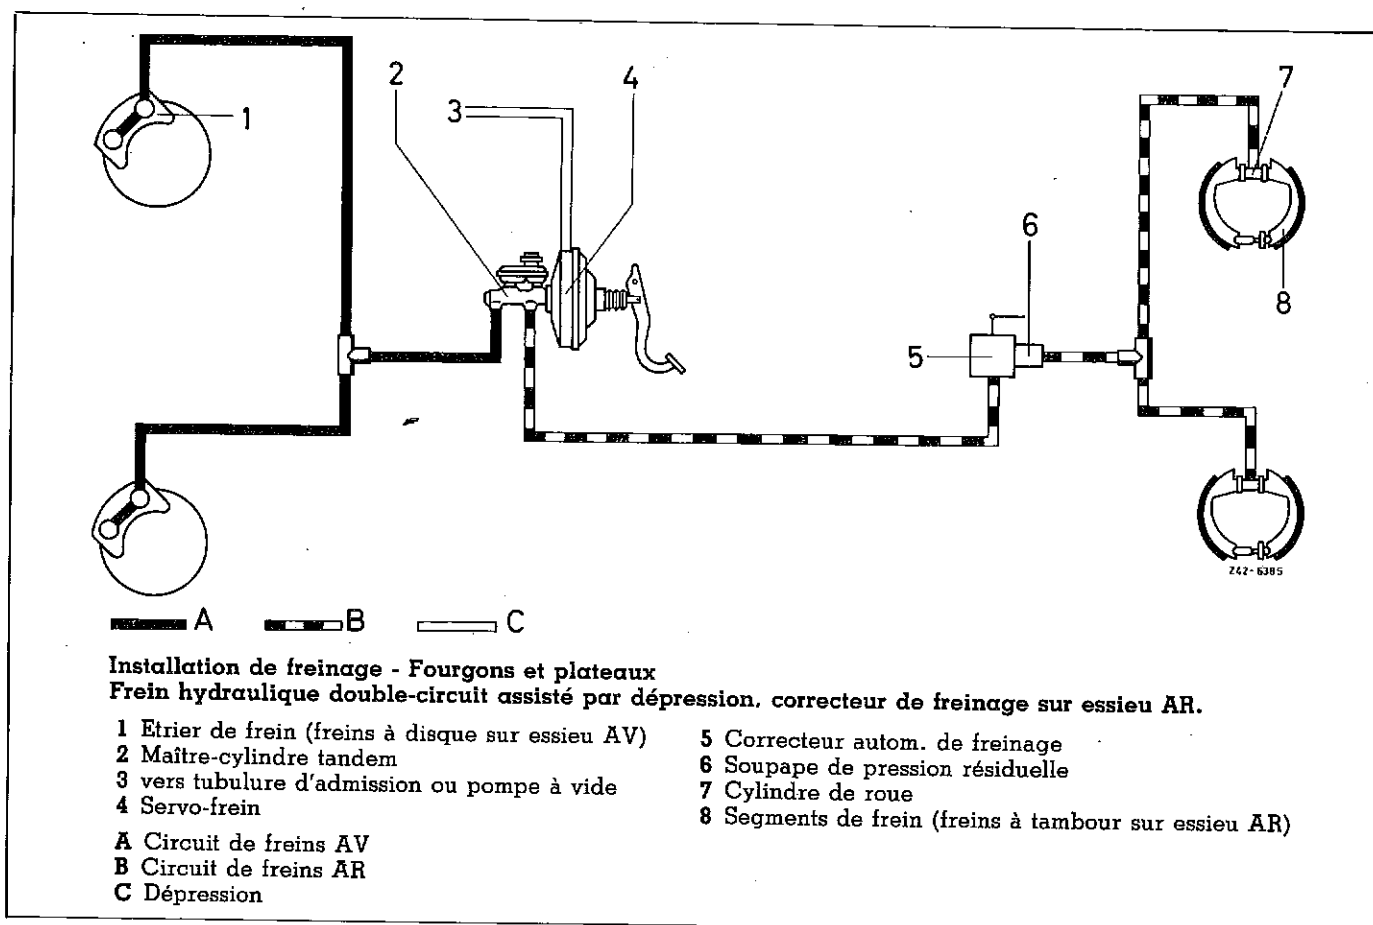 2
4
7
3
1
6
8
5
Z42-6385
A
B
C
Installation de freinage - Fourgons et plateaux
Frein hydraulique double-circuit assisté par dépression, correcteur de freinage sur essieu AR.
1 Etrier de frein (freins à disque sur essieu AV)
2 Maître-cylindre tandem
3 vers tubulure d'admission ou pompe à vide
4 Servo-frein
A Circuit de freins AV
B Circuit de freins AR
C Dépression
5 Correcteur autom. de freinage
6 Soupape de pression résiduelle
7 Cylindre de roue
8 Segments de frein (freins à tambour sur essieu AR)